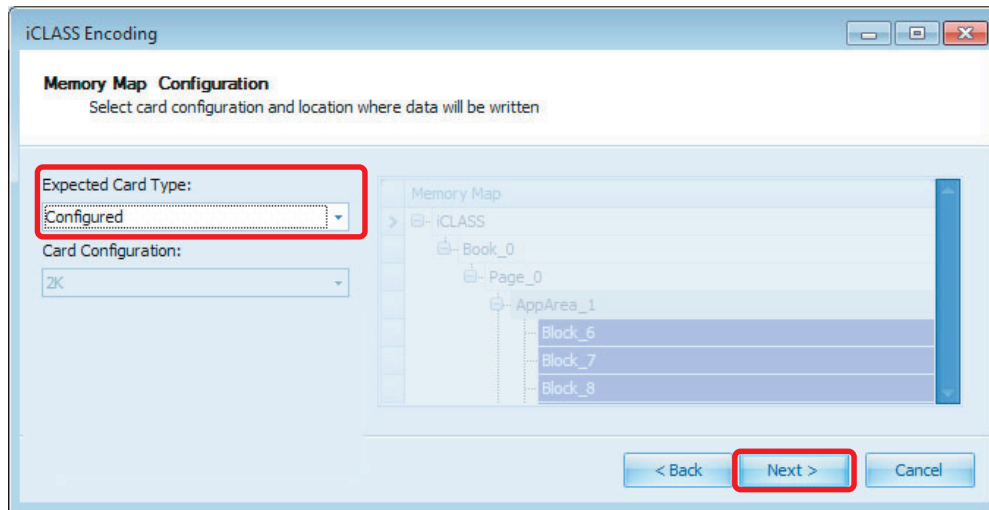 iCLASS Encoding
Memory Map Configuration
Select card configuration and location where data will be written
Expected Card Type:
Configured
Card Configuration:
2K
Memory Map
iCLASS
Book_0
Page_0
AppArea_1
Block_6
Block_7
Block_8
< Back
Next >
Cancel